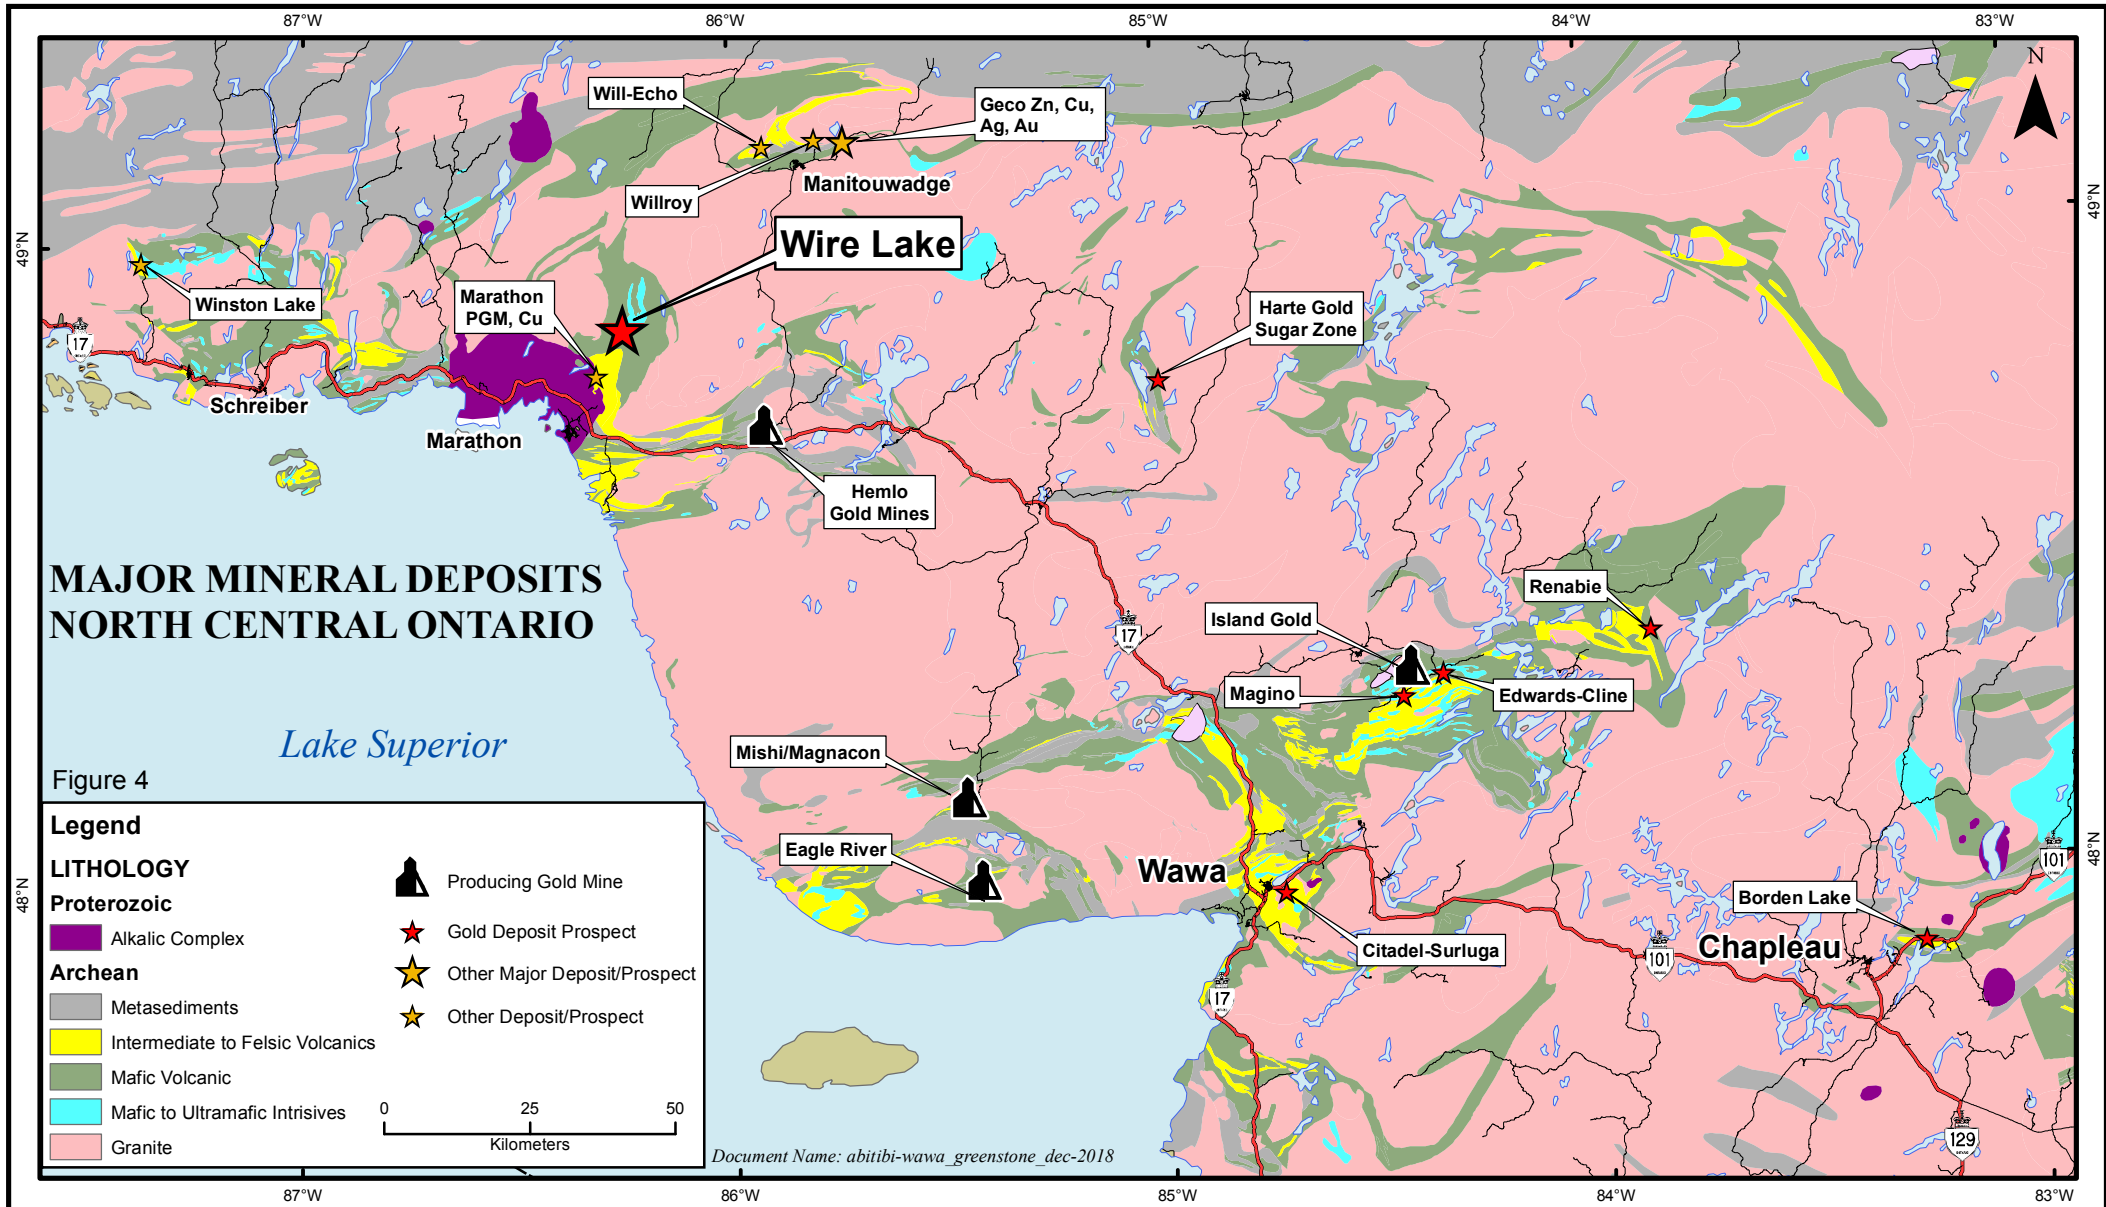 87°W
86°W
85°W
84°W
83°W
N
49°N
49°N
Will-Echo
Geco Zn, Cu,
Ag, Au
Willroy
Manitouwadge
Wire Lake
Winston Lake
Marathon
PGM, Cu
Harte Gold
Sugar Zone
17
Schreiber
Marathon
Hemlo
Gold Mines
MAJOR MINERAL DEPOSITS
NORTH CENTRAL ONTARIO
Renabie
Island Gold
17
Magino
Edwards-Cline
Lake Superior
Mishi/Magnacon
Figure 4
Eagle River
Wawa
48°N
48°N
101
Borden Lake
Chapleau
Citadel-Surluga
101
17
129
Legend
LITHOLOGY
Proterozoic
Alkalic Complex
Archean
Metasediments
Intermediate to Felsic Volcanics
Mafic Volcanic
Mafic to Ultramafic Intrisives
Granite
Producing Gold Mine
Gold Deposit Prospect
Other Major Deposit/Prospect
Other Deposit/Prospect
0 25 50
Kilometers
Document Name: abitibi-wawa_greenstone_dec-2018
87°W
86°W
85°W
84°W
83°W